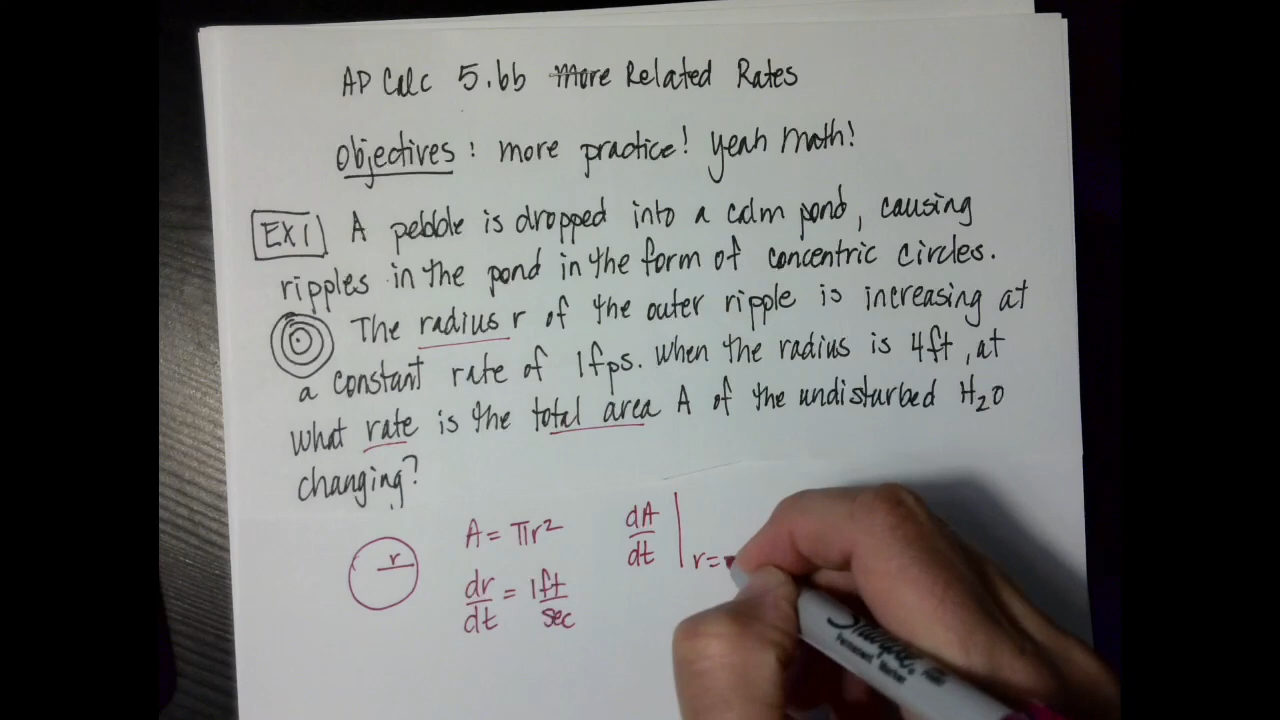 AP Calc 5.6b More Related Rates
Objectives: more practice! Yeah Math!
EX1 A pebble is dropped into a calm pond, causing
ripples in the pond in the form of concentric circles.
The radius r of the outer ripple is increasing at
a constant rate of 1fps. When the radius is 4ft, at
what rate is the total area A of the undisturbed H₂O
changing?
r
A = πr²
dr/dt = 1ft/sec
dA/dt | r=
Sharpie
Permanent Marker